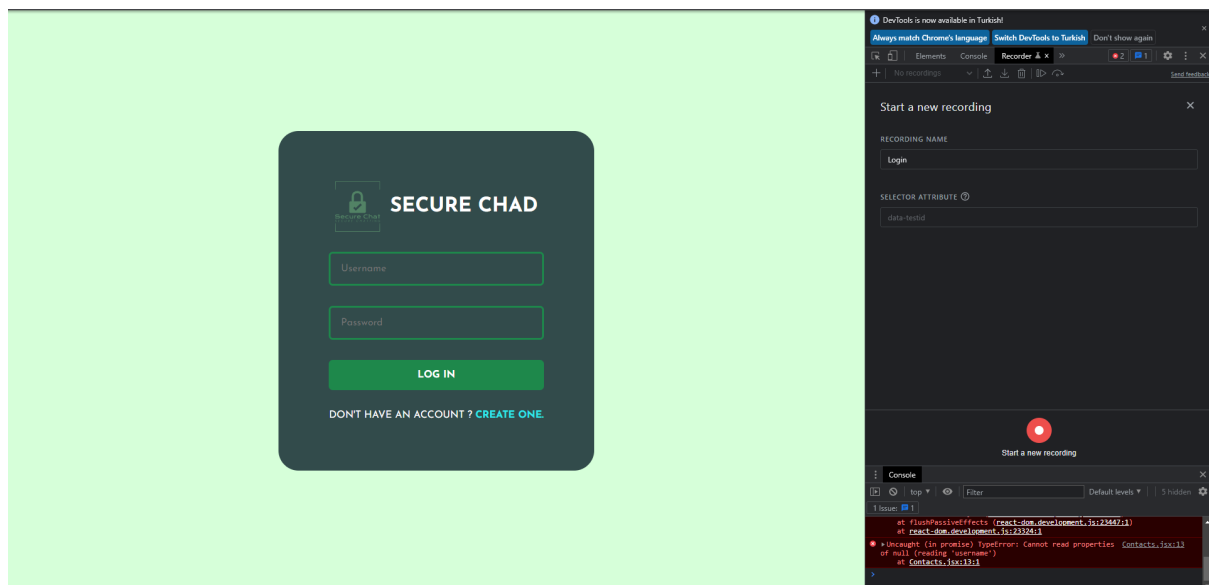 Secure Chat
SECURE CHAD
Username
Password
LOG IN
DON'T HAVE AN ACCOUNT ? CREATE ONE.
DevTools is now available in Turkish!
Always match Chrome's language Switch DevTools to Turkish Don't show again
Elements Console Recorder
2 1
No recordings
Send feedback
Start a new recording
RECORDING NAME
Login
SELECTOR ATTRIBUTE
data-testid
Start a new recording
Console
top Filter Default levels 5 hidden
1 Issue: 1
at flushPassiveEffects (react-dom.development.js:23447:1)
at react-dom.development.js:23324:1
Uncaught (in promise) TypeError: Cannot read properties Contacts.jsx:13
of null (reading 'username')
at Contacts.jsx:13:1